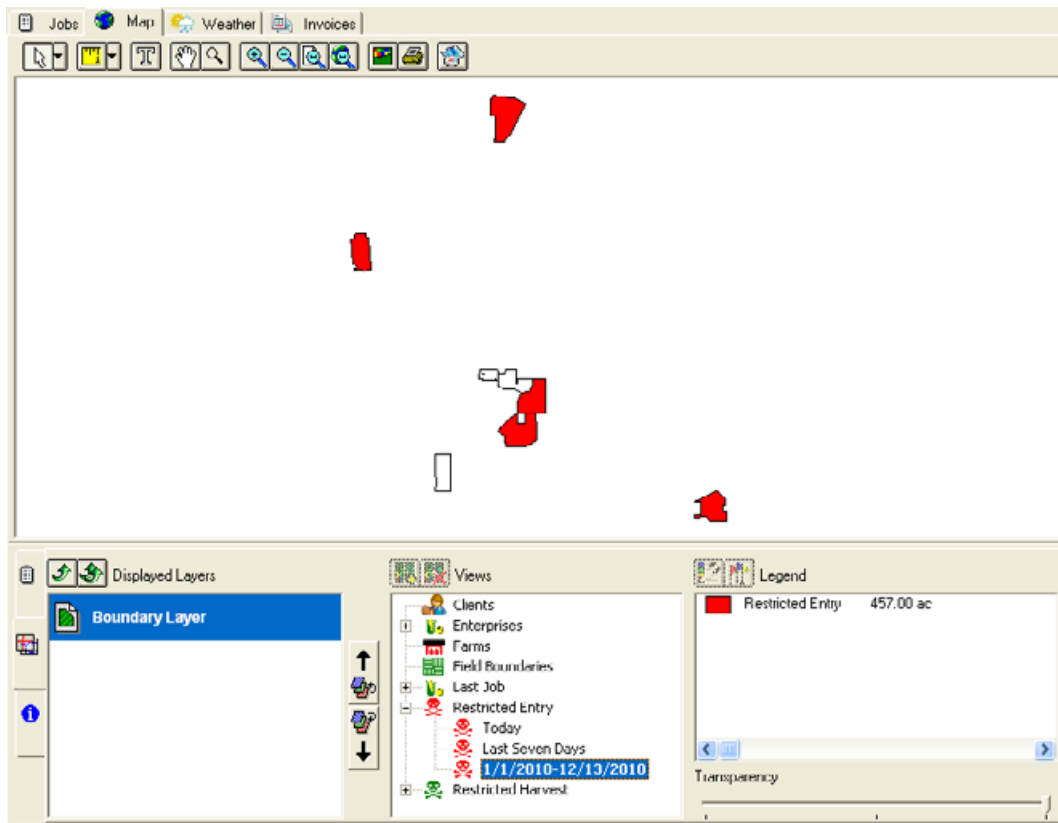 Jobs Map Weather Invoices
Displayed Layers
Boundary Layer
Views
Clients
Enterprises
Farms
Field Boundaries
Last Job
Restricted Entry
Today
Last Seven Days
1/1/2010-12/13/2010
Restricted Harvest
Legend
Restricted Entry 457.00 ac
Transparency